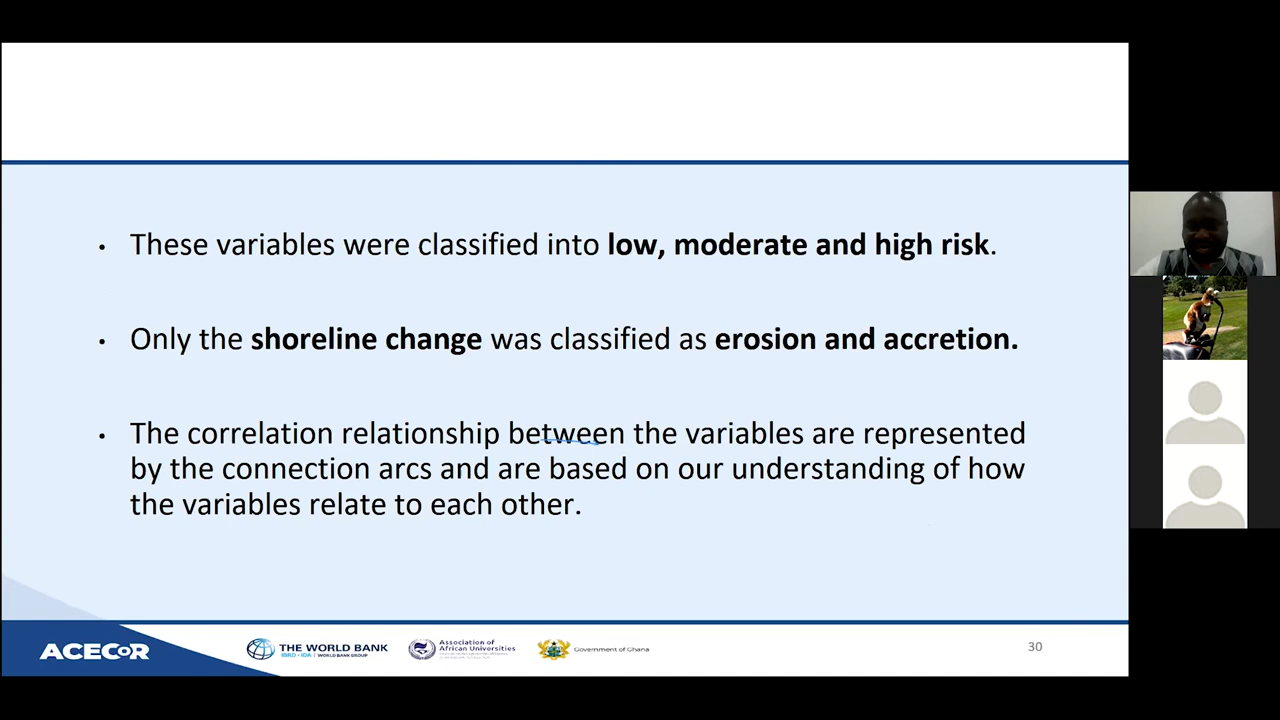 • These variables were classified into low, moderate and high risk.
• Only the shoreline change was classified as erosion and accretion.
• The correlation relationship between the variables are represented
by the connection arcs and are based on our understanding of how
the variables relate to each other.
ACECoR
THE WORLD BANK
IBRD • IDA | WORLD BANK GROUP
Association of
African Universities
Government of Ghana
30